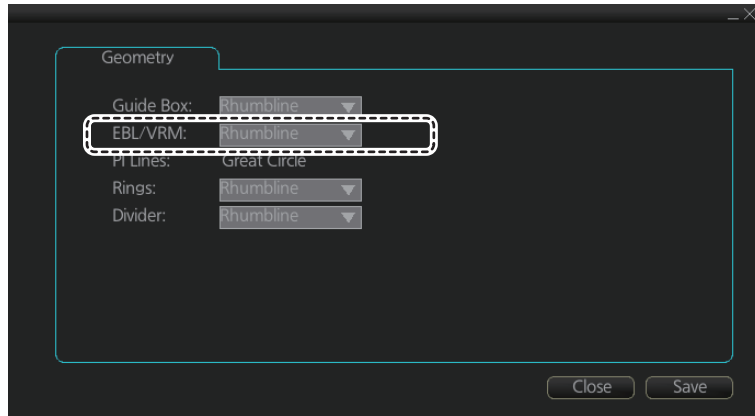 Geometry
Guide Box: Rhumbline
EBL/VRM: Rhumbline
PI Lines: Great Circle
Rings: Rhumbline
Divider: Rhumbline
Close Save